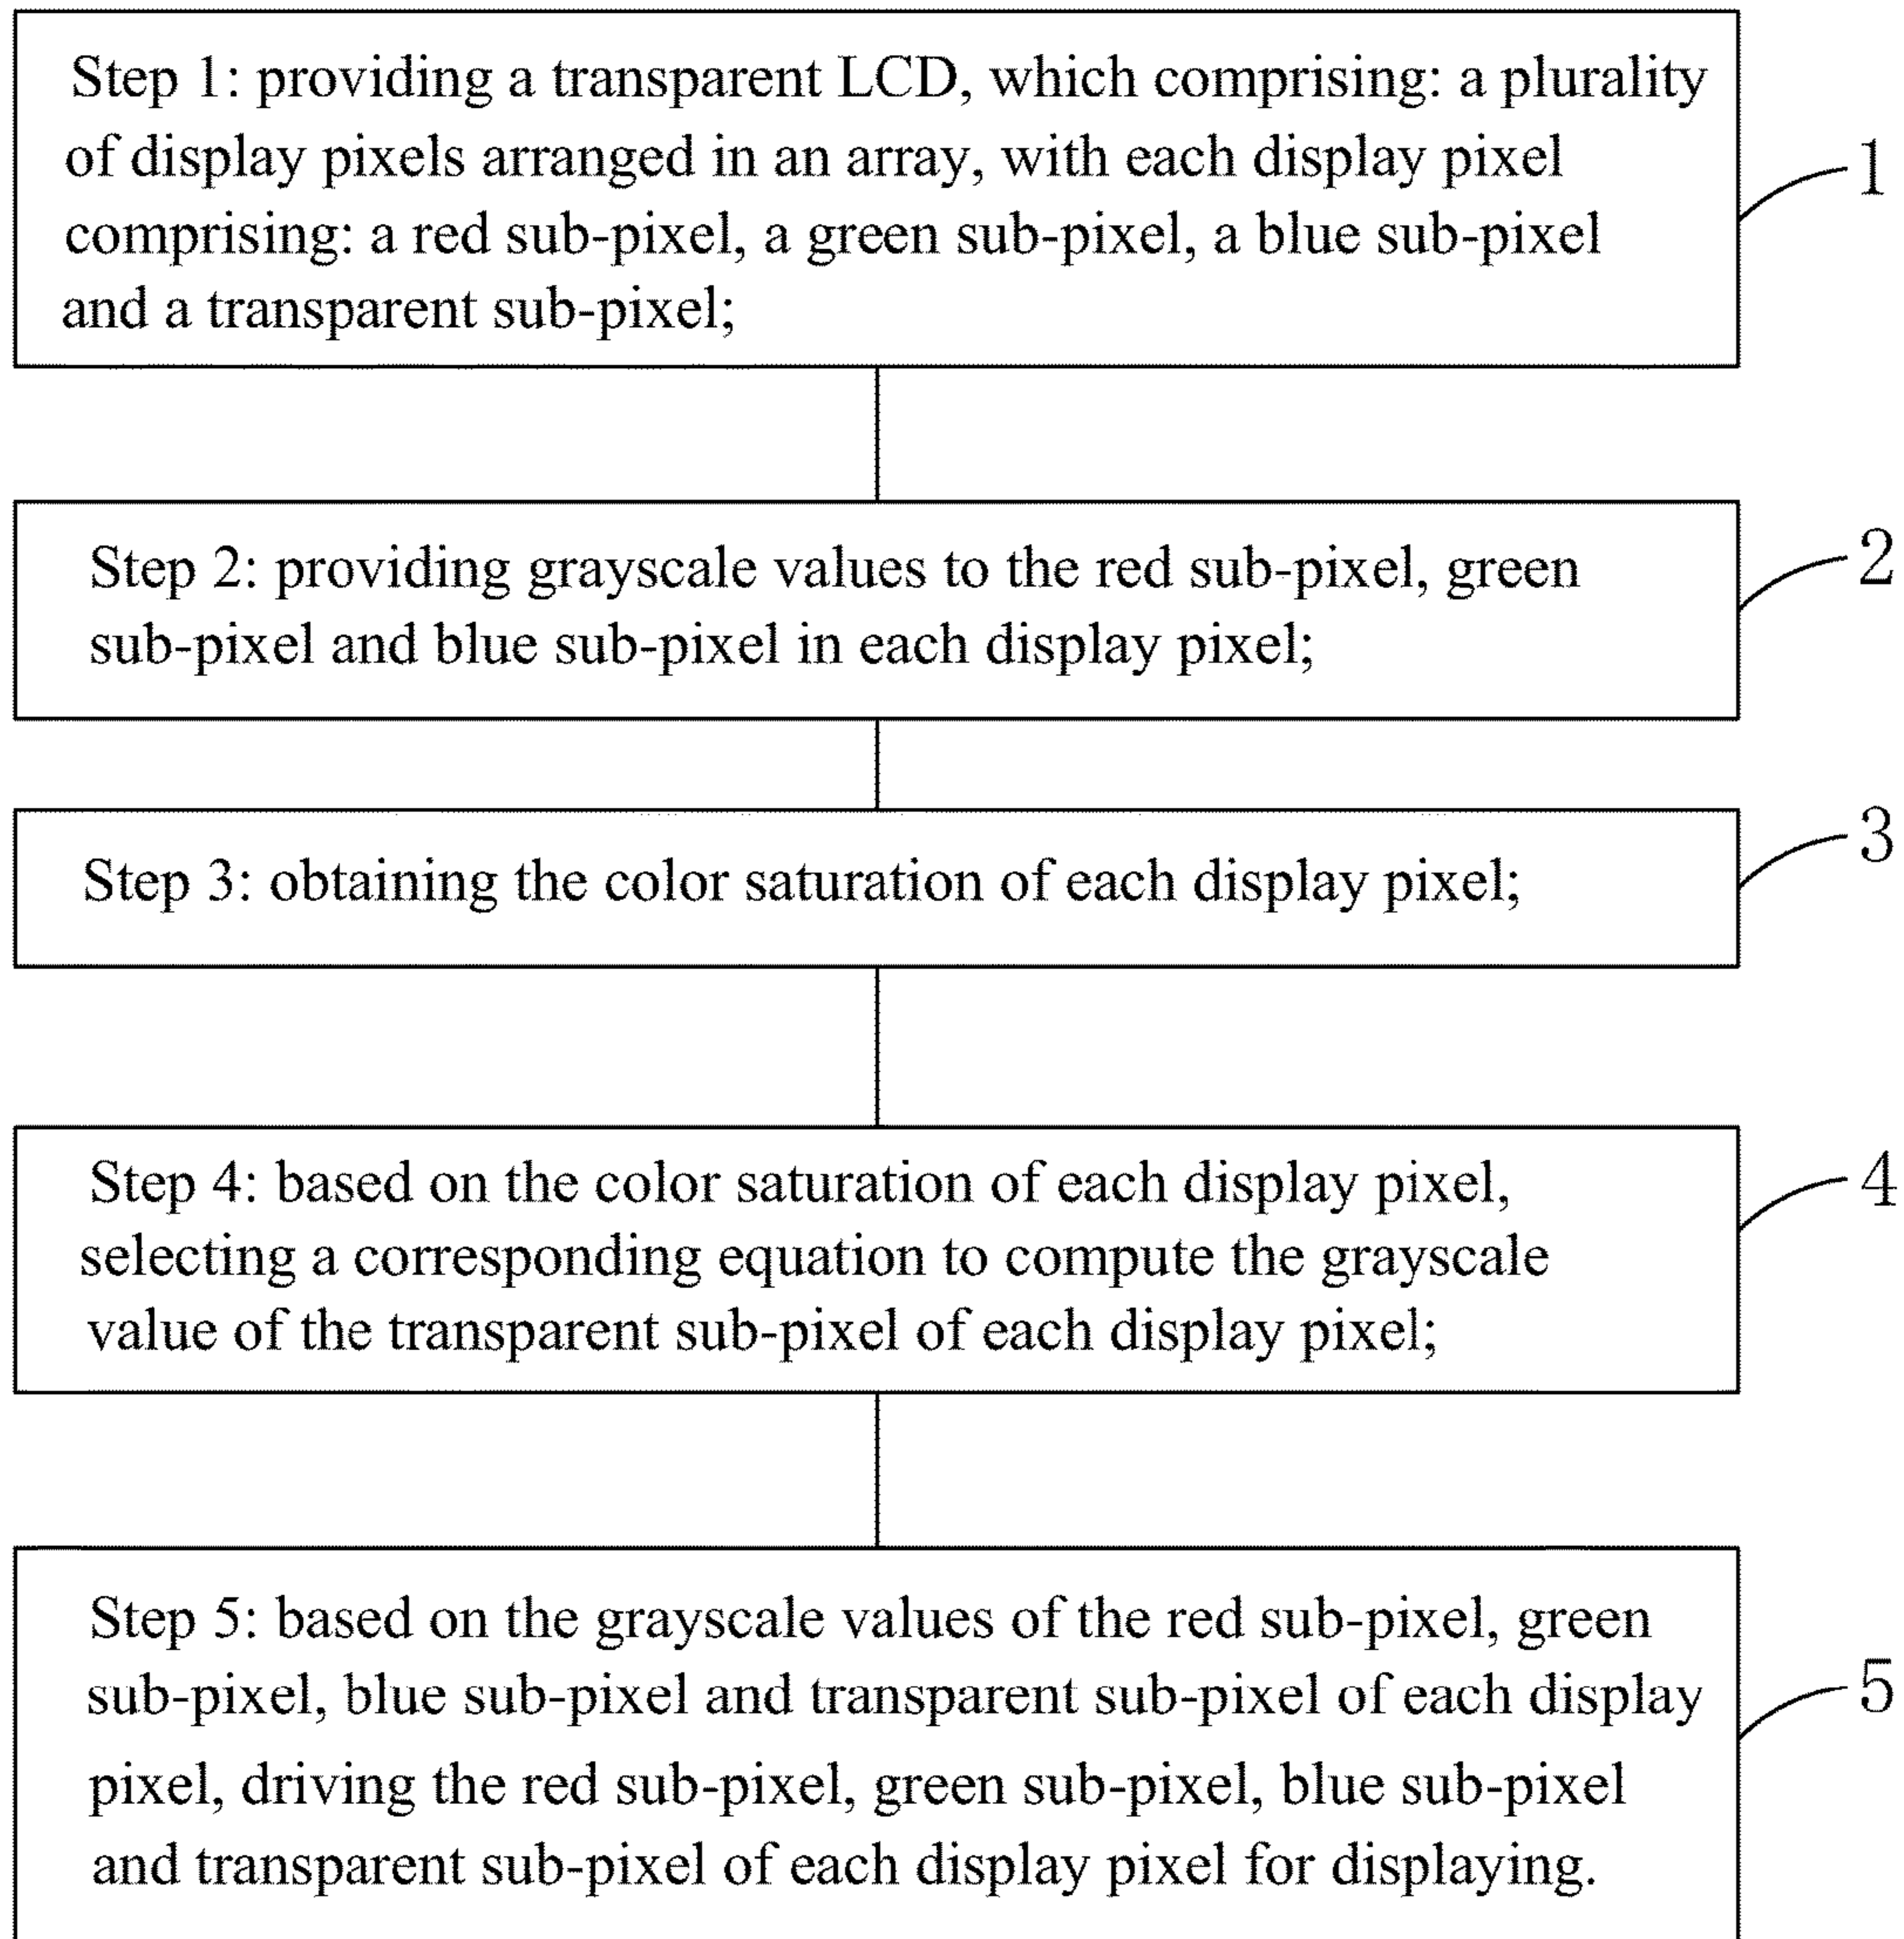 Step 1: providing a transparent LCD, which comprising: a plurality
of display pixels arranged in an array, with each display pixel
comprising: a red sub-pixel, a green sub-pixel, a blue sub-pixel
and a transparent sub-pixel;
1
Step 2: providing grayscale values to the red sub-pixel, green
sub-pixel and blue sub-pixel in each display pixel;
2
Step 3: obtaining the color saturation of each display pixel;
3
Step 4: based on the color saturation of each display pixel,
selecting a corresponding equation to compute the grayscale
value of the transparent sub-pixel of each display pixel;
4
Step 5: based on the grayscale values of the red sub-pixel, green
sub-pixel, blue sub-pixel and transparent sub-pixel of each display
pixel, driving the red sub-pixel, green sub-pixel, blue sub-pixel
and transparent sub-pixel of each display pixel for displaying.
5